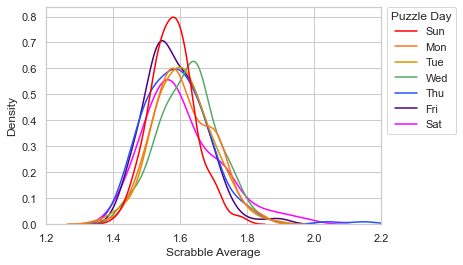 Puzzle Day
Sun
Mon
Tue
Wed
Thu
Fri
Sat
0.8
0.7
0.6
0.5
0.4
0.3
0.2
0.1
0.0
Density
1.2 1.4 1.6 1.8 2.0 2.2
Scrabble Average